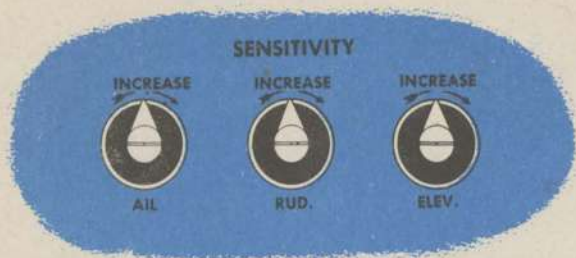 SENSITIVITY
INCREASE INCREASE INCREASE
AIL RUD. ELEV.